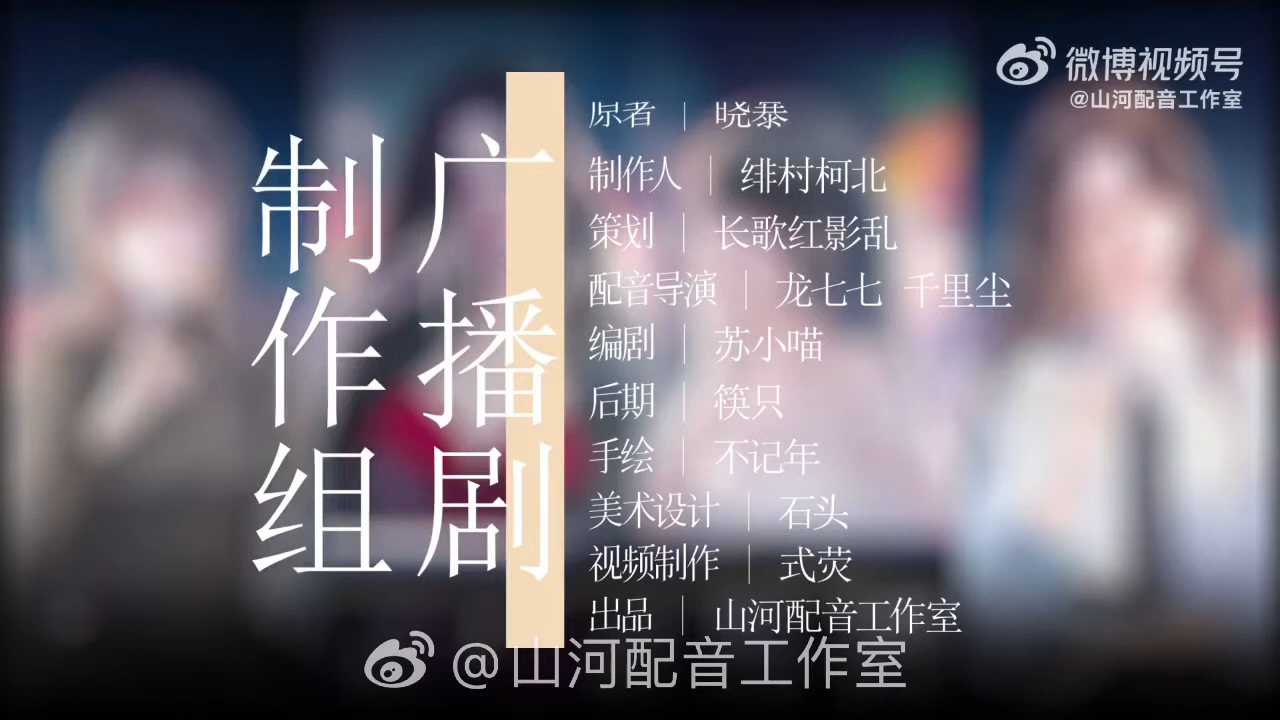 微博视频号
@山河配音工作室
广播剧
制作组
原著 | 晓暴
制作人 | 绯村柯北
策划 | 长歌红影乱
配音导演 | 龙七七 千里尘
编剧 | 苏小喵
后期 | 筷只
手绘 | 不记年
美术设计 | 石头
视频制作 | 式荧
出品 | 山河配音工作室
@山河配音工作室